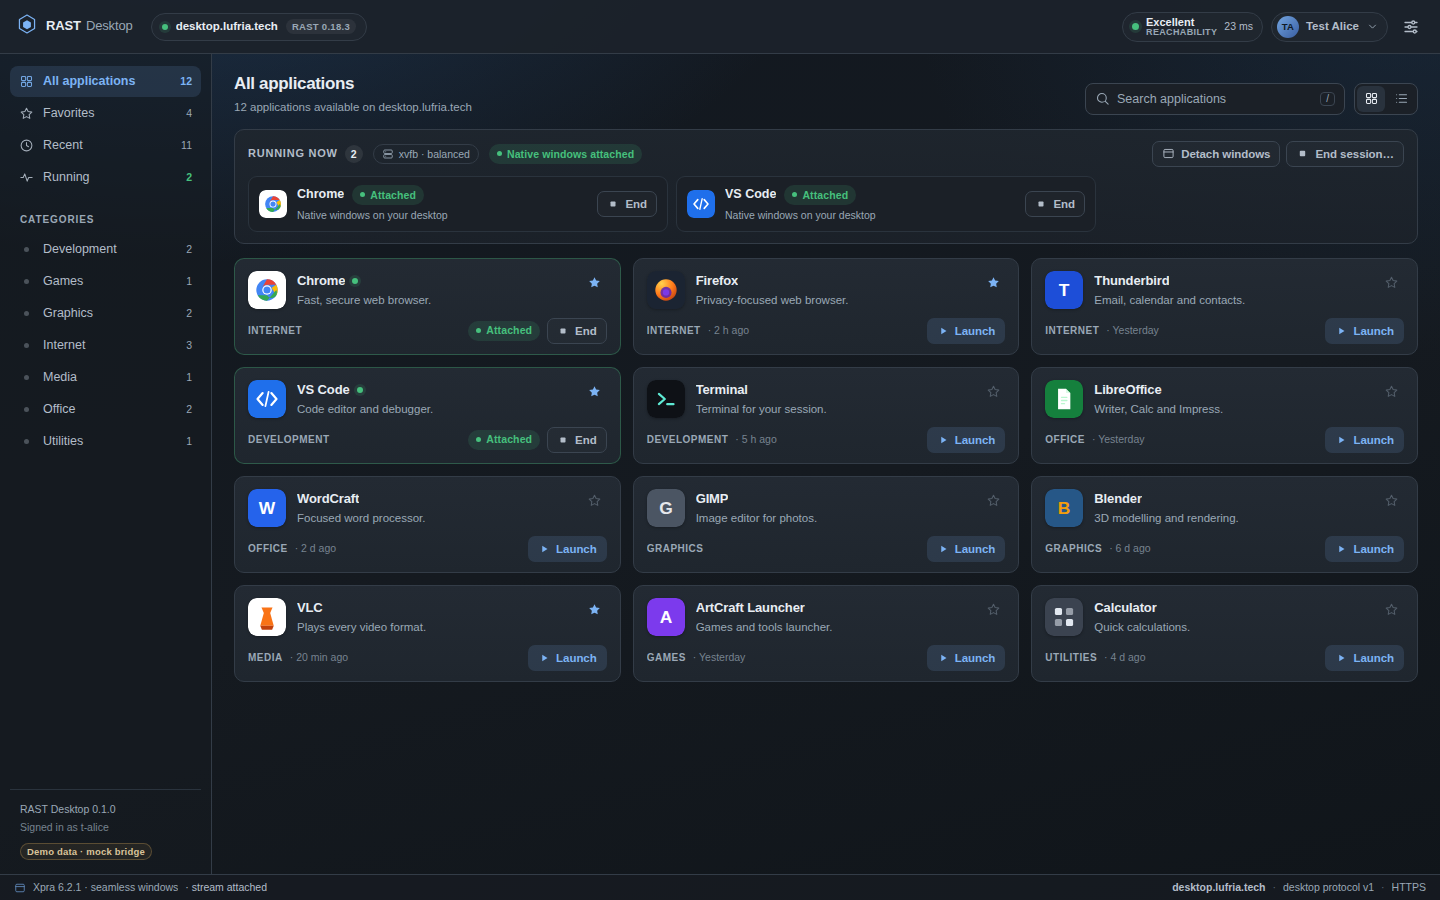 RAST Desktop
desktop.lufria.tech RAST 0.18.3
Excellent
REACHABILITY
23 ms
TA Test Alice
All applications 12
Favorites 4
Recent 11
Running 2
CATEGORIES
Development 2
Games 1
Graphics 2
Internet 3
Media 1
Office 2
Utilities 1
RAST Desktop 0.1.0
Signed in as t-alice
Demo data · mock bridge
All applications
12 applications available on desktop.lufria.tech
Search applications /
RUNNING NOW 2 xvfb · balanced Native windows attached
Detach windows End session…
Chrome Attached
Native windows on your desktop
End
VS Code Attached
Native windows on your desktop
End
Chrome
Fast, secure web browser.
INTERNET Attached End
Firefox
Privacy-focused web browser.
INTERNET · 2 h ago Launch
T Thunderbird
Email, calendar and contacts.
INTERNET · Yesterday Launch
VS Code
Code editor and debugger.
DEVELOPMENT Attached End
Terminal
Terminal for your session.
DEVELOPMENT · 5 h ago Launch
LibreOffice
Writer, Calc and Impress.
OFFICE · Yesterday Launch
W WordCraft
Focused word processor.
OFFICE · 2 d ago Launch
G GIMP
Image editor for photos.
GRAPHICS Launch
B Blender
3D modelling and rendering.
GRAPHICS · 6 d ago Launch
VLC
Plays every video format.
MEDIA · 20 min ago Launch
A ArtCraft Launcher
Games and tools launcher.
GAMES · Yesterday Launch
Calculator
Quick calculations.
UTILITIES · 4 d ago Launch
Xpra 6.2.1 · seamless windows · stream attached
desktop.lufria.tech · desktop protocol v1 · HTTPS